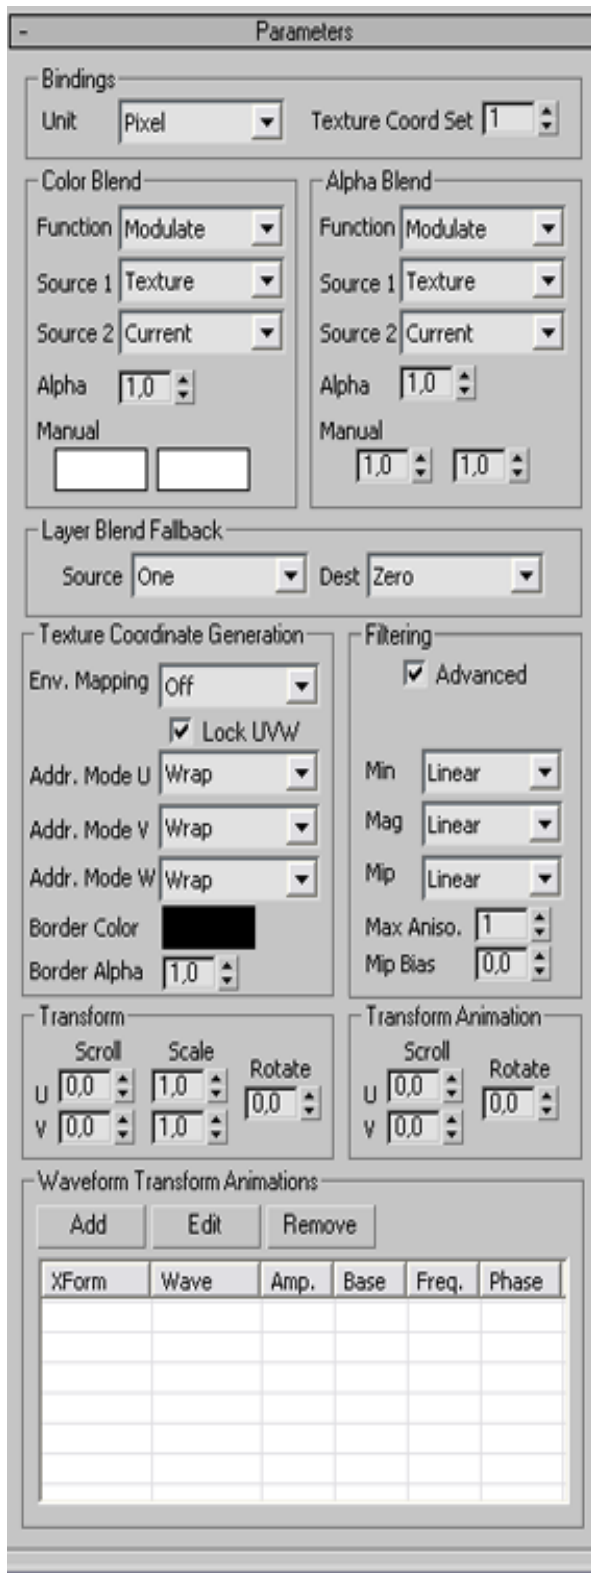 - Parameters
Bindings
Unit Pixel Texture Coord Set 1
Color Blend
Function Modulate
Source 1 Texture
Source 2 Current
Alpha 1,0
Manual
Alpha Blend
Function Modulate
Source 1 Texture
Source 2 Current
Alpha 1,0
Manual
1,0 1,0
Layer Blend Fallback
Source One Dest Zero
Texture Coordinate Generation
Env. Mapping Off
Lock UVW
Addr. Mode U Wrap
Addr. Mode V Wrap
Addr. Mode W Wrap
Border Color
Border Alpha 1,0
Filtering
Advanced
Min Linear
Mag Linear
Mip Linear
Max Aniso. 1
Mip Bias 0,0
Transform
Scroll Scale Rotate
U 0,0 1,0 0,0
V 0,0 1,0
Transform Animation
Scroll Rotate
U 0,0 0,0
V 0,0
Waveform Transform Animations
Add Edit Remove
XForm Wave Amp. Base Freq. Phase